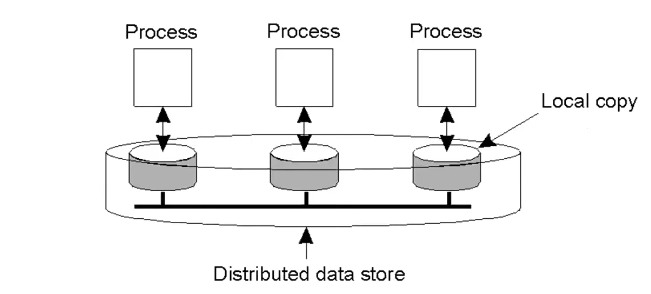 Process
Process
Process
Local copy
Distributed data store